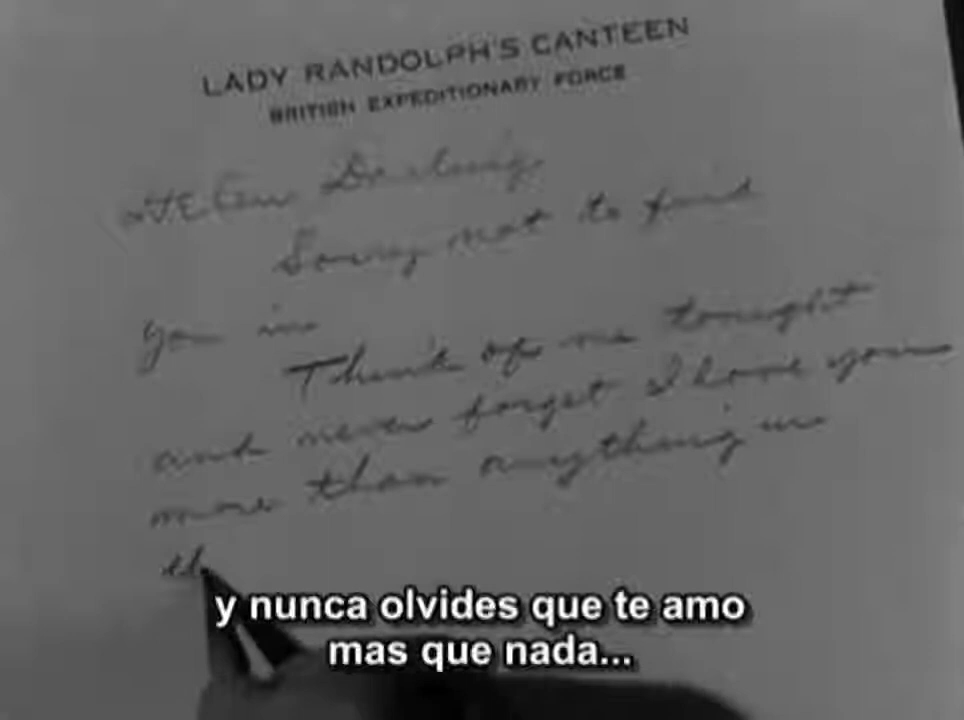 LADY RANDOLPH'S CANTEEN
BRITISH EXPEDITIONARY FORCE
Darling
Sorry not to find
you in
Think of me tonight
and never forget I love you
more than anything in
y nunca olvides que te amo
mas que nada...